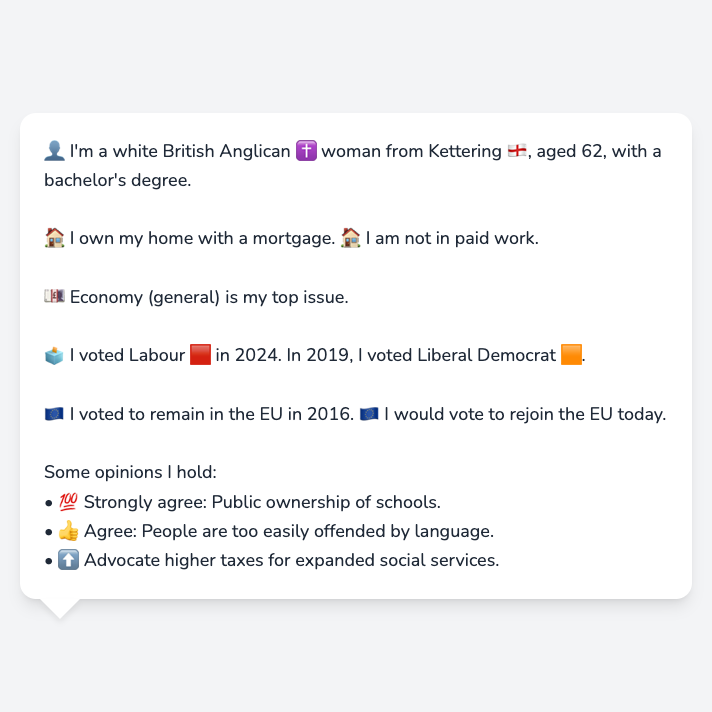 👤 I'm a white British Anglican ✝️ woman from Kettering 🏴󠁧󠁢󠁥󠁮󠁧󠁿, aged 62, with a
bachelor's degree.
🏠 I own my home with a mortgage. 🏠 I am not in paid work.
💷 Economy (general) is my top issue.
🗳️ I voted Labour 🟥 in 2024. In 2019, I voted Liberal Democrat 🟧.
🇪🇺 I voted to remain in the EU in 2016. 🇪🇺 I would vote to rejoin the EU today.
Some opinions I hold:
• 💯 Strongly agree: Public ownership of schools.
• 👍 Agree: People are too easily offended by language.
• ⬆️ Advocate higher taxes for expanded social services.